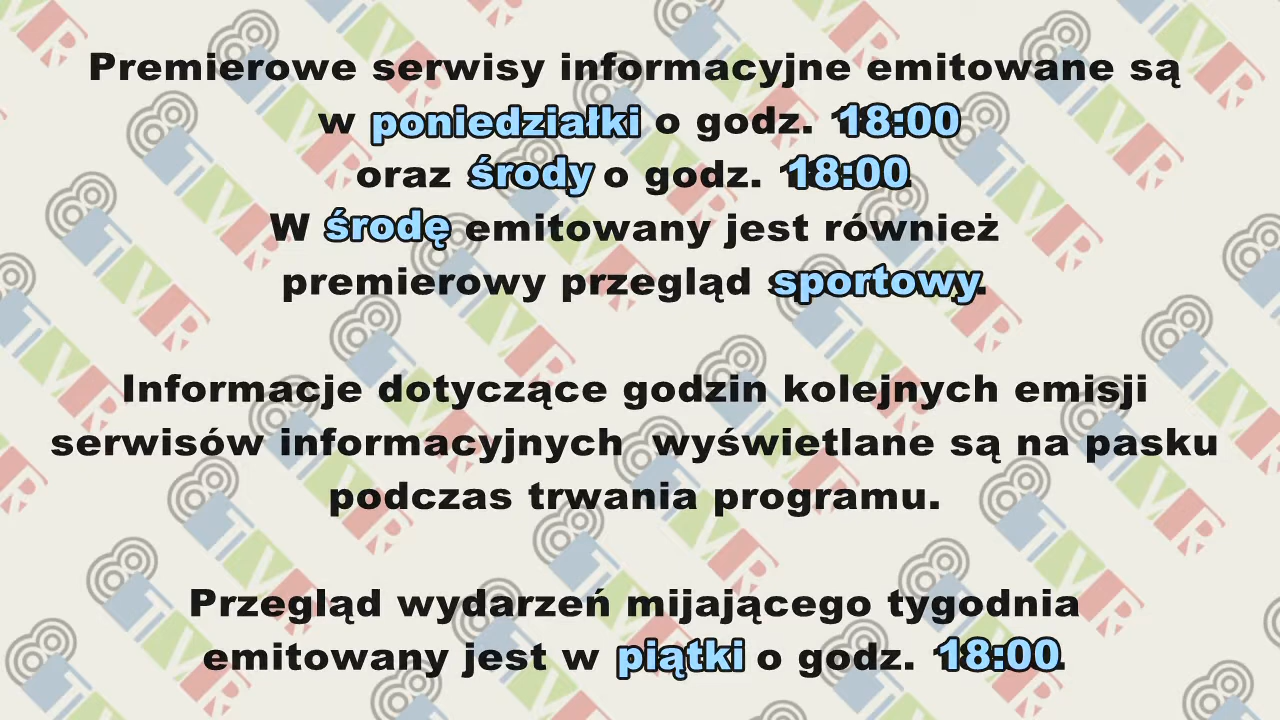 Premierowe serwisy informacyjne emitowane są
w poniedziałki o godz. 18:00
oraz środy o godz. 18:00.
W środę emitowany jest również
premierowy przegląd sportowy.
Informacje dotyczące godzin kolejnych emisji
serwisów informacyjnych wyświetlane są na pasku
podczas trwania programu.
Przegląd wydarzeń mijającego tygodnia
emitowany jest w piątki o godz. 18:00.